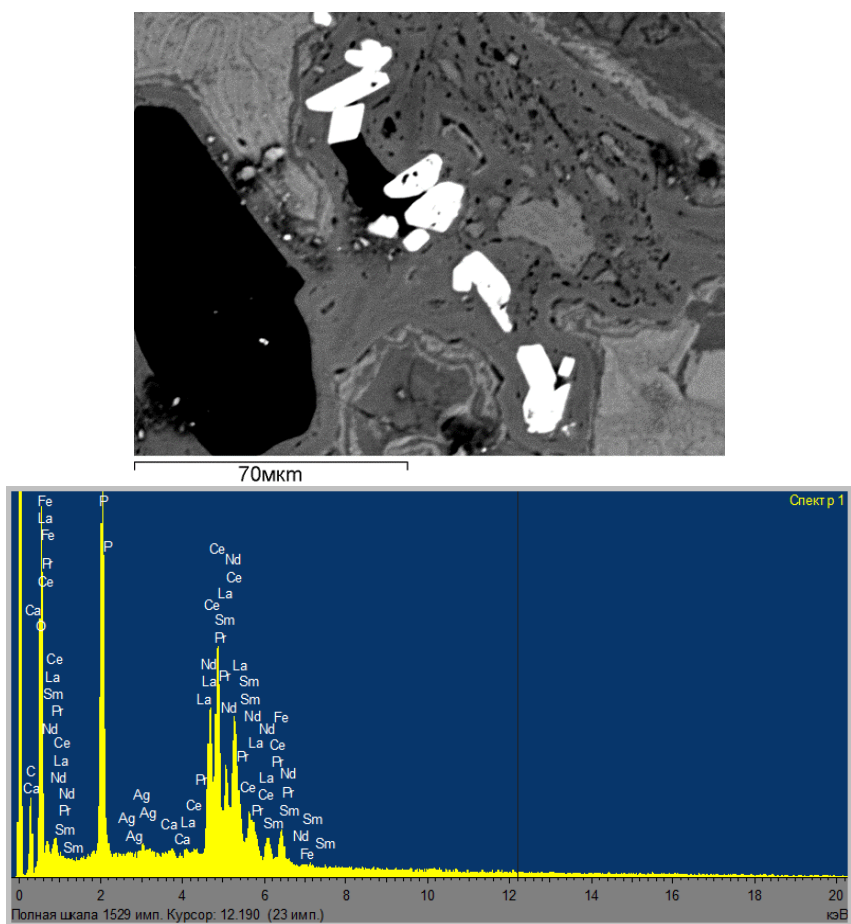 70мкm
Fe P Спектр 1
La
Fe
P Ce
Nd
Pr
Ce Ce
La
Ce
Ca
Sm
O
Pr
Ce
Nd La
La Pr
La Sm
Sm
La Sm
Nd
Pr
Nd Fe
Nd Nd
Ce La Ce
Pr
La Pr
C
Nd Pr La Nd
Ca Ce
Nd Ag Ce Pr
Ce
Pr Ag Pr Sm
Ag Sm
La Sm
Ca
Sm
Ag Nd
Ca
Sm
Sm
Fe
0 2 4 6 8 10 12 14 16 18 20
Полная шкала 1529 имп. Курсор: 12.190 (23 имп.) кэВ